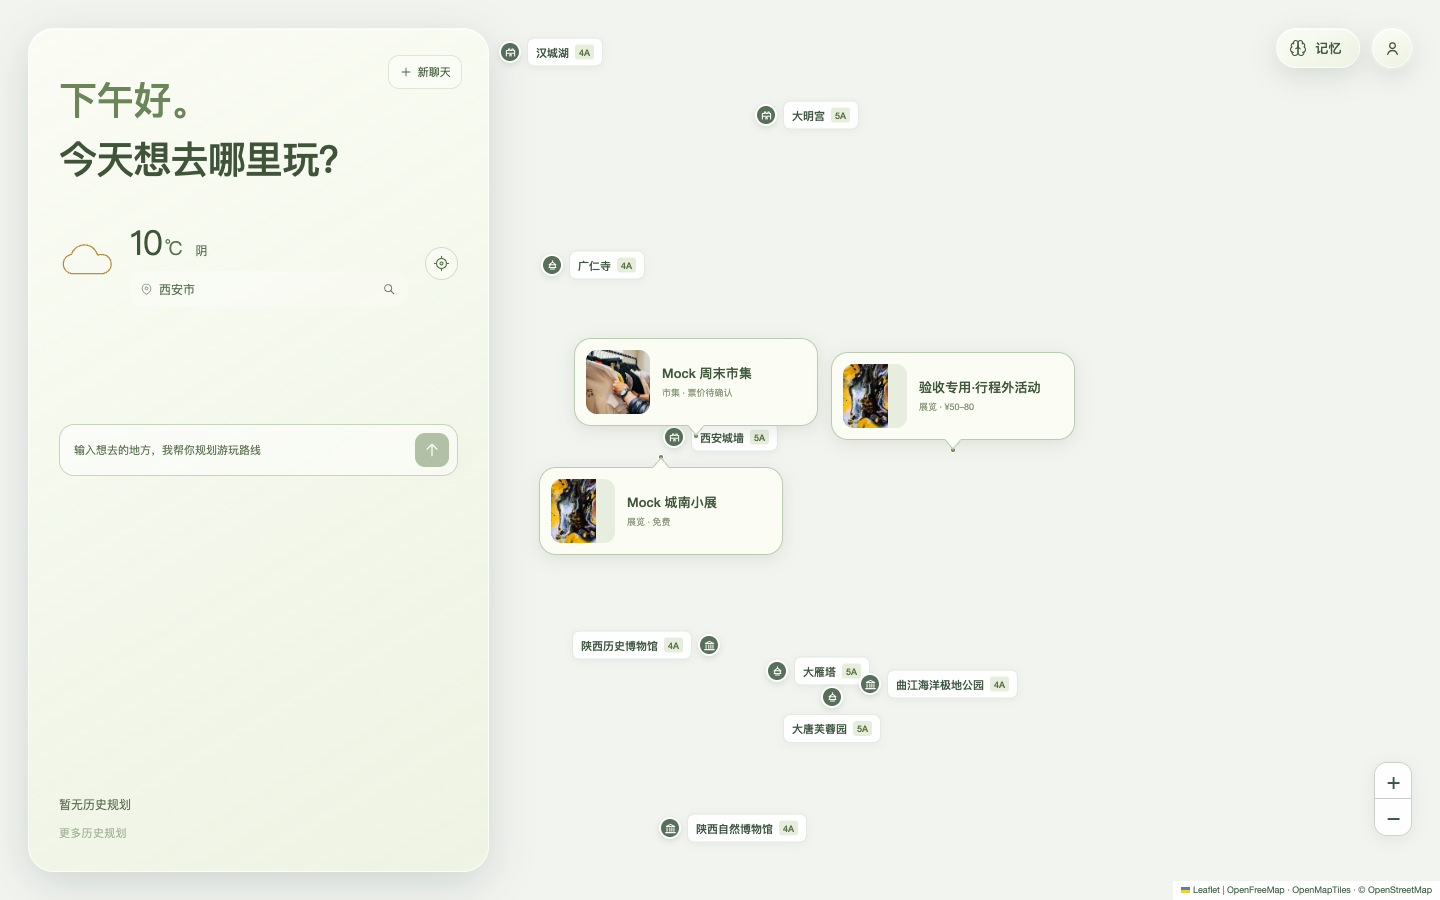 新聊天
下午好。
今天想去哪里玩?
10℃ 阴
西安市
输入想去的地方，我帮你规划游玩路线
暂无历史规划
更多历史规划
汉城湖 4A
大明宫 5A
记忆
广仁寺 4A
Mock 周末市集
市集 · 票价待确认
验收专用·行程外活动
展览 · ¥50–80
西安城墙 5A
Mock 城南小展
展览 · 免费
陕西历史博物馆 4A
大雁塔 5A
曲江海洋极地公园 4A
大唐芙蓉园 5A
陕西自然博物馆 4A
+
−
Leaflet | OpenFreeMap · OpenMapTiles · © OpenStreetMap